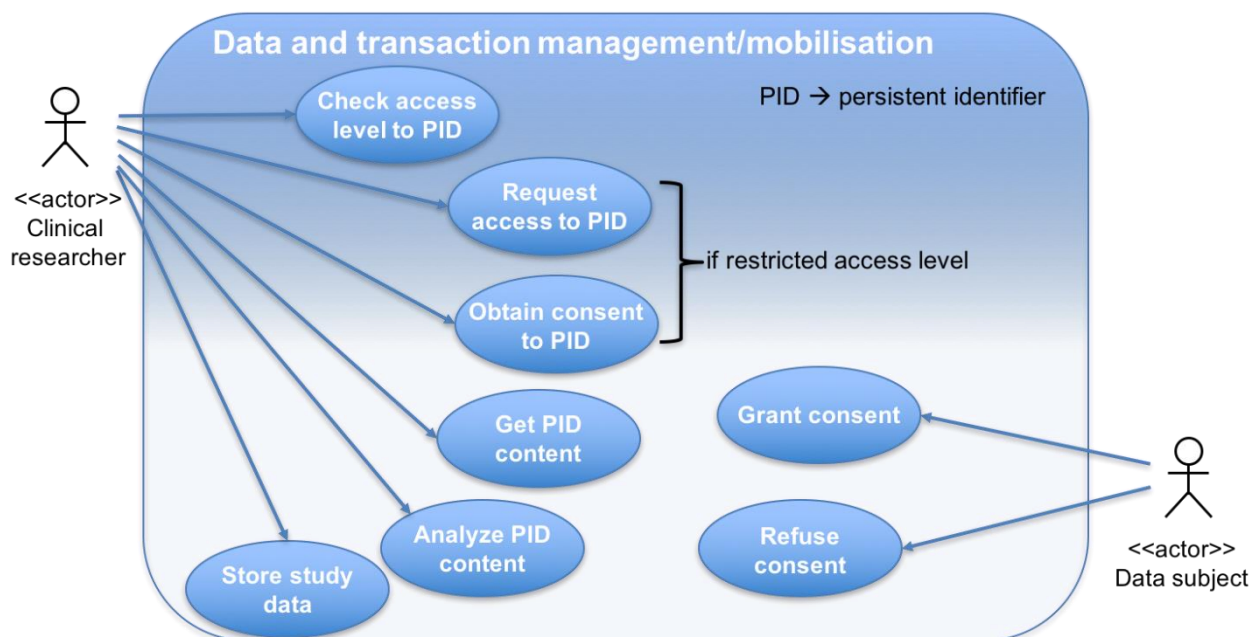 Data and transaction management/mobilisation
PID → persistent identifier
Check access
level to PID
<<actor>>
Clinical
researcher
Request
access to PID
if restricted access level
Obtain consent
to PID
Get PID
content
Grant consent
Analyze PID
content
Refuse
consent
Store study
data
<<actor>>
Data subject